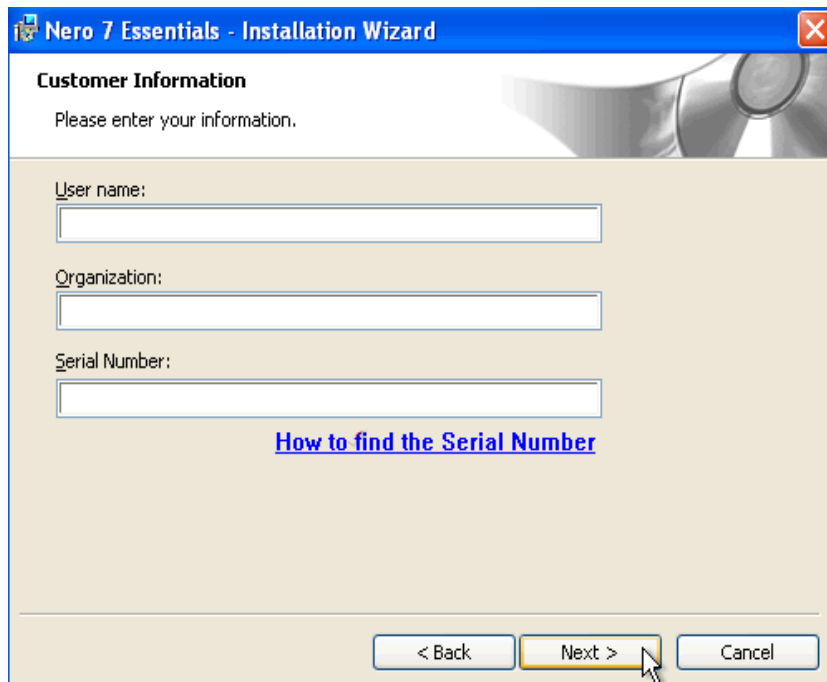 Nero 7 Essentials - Installation Wizard
Customer Information
Please enter your information.
User name:
Organization:
Serial Number:
How to find the Serial Number
< Back Next > Cancel